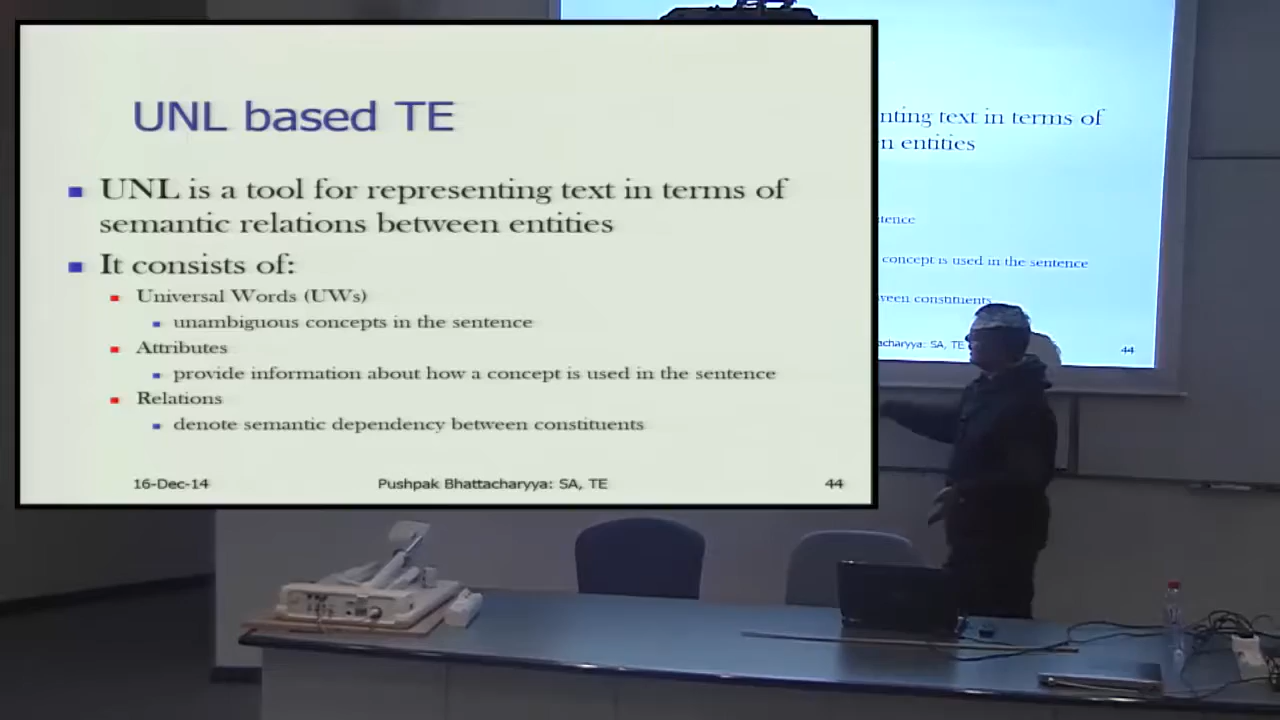 UNL based TE
UNL is a tool for representing text in terms of
semantic relations between entities
It consists of:
Universal Words (UWs)
unambiguous concepts in the sentence
Attributes
provide information about how a concept is used in the sentence
Relations
denote semantic dependency between constituents
16-Dec-14 Pushpak Bhattacharyya: SA, TE 44
nting text in terms of
n entities
tence
concept is used in the sentence
ween constituents
acharyya: SA, TE 44